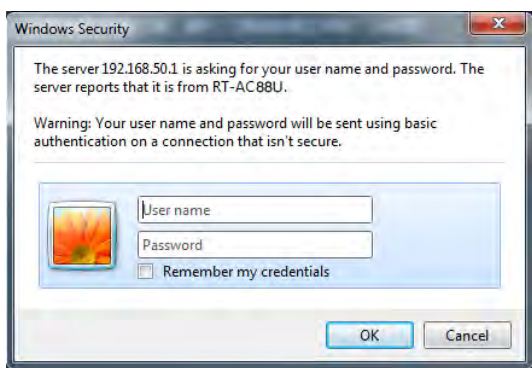 Windows Security
The server 192.168.50.1 is asking for your user name and password. The
server reports that it is from RT-AC88U.
Warning: Your user name and password will be sent using basic
authentication on a connection that isn't secure.
User name
Password
Remember my credentials
OK
Cancel